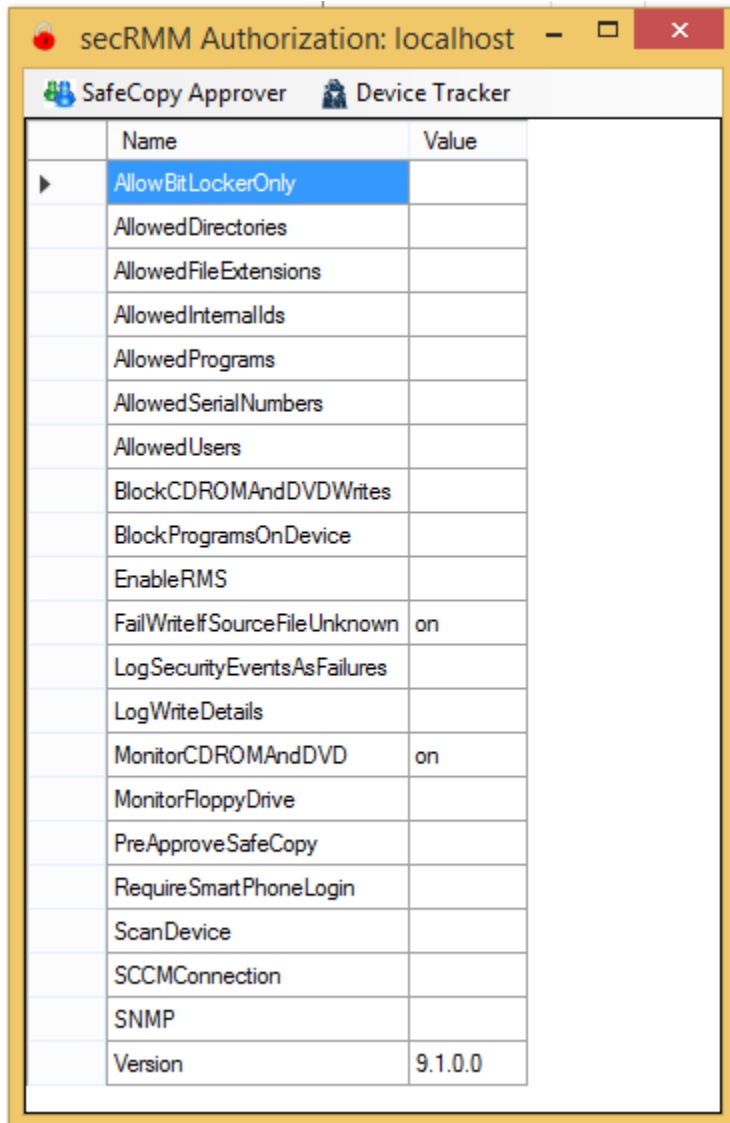 secRMM Authorization: localhost
SafeCopy Approver Device Tracker
Name Value
AllowBitLockerOnly
AllowedDirectories
AllowedFileExtensions
AllowedInternalIds
AllowedPrograms
AllowedSerialNumbers
AllowedUsers
BlockCDROMAndDVDWrites
BlockProgramsOnDevice
EnableRMS
FailWriteIfSourceFileUnknown on
LogSecurityEventsAsFailures
LogWriteDetails
MonitorCDROMAndDVD on
MonitorFloppyDrive
PreApproveSafeCopy
RequireSmartPhoneLogin
ScanDevice
SCCMConnection
SNMP
Version 9.1.0.0